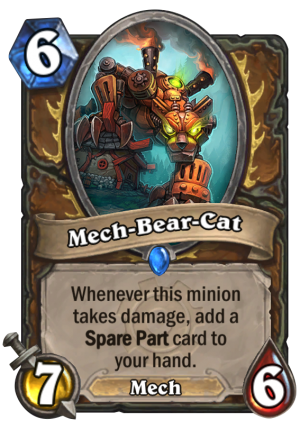 6
Mech-Bear-Cat
Whenever this minion
takes damage, add a
Spare Part card to
your hand.
7
Mech
6